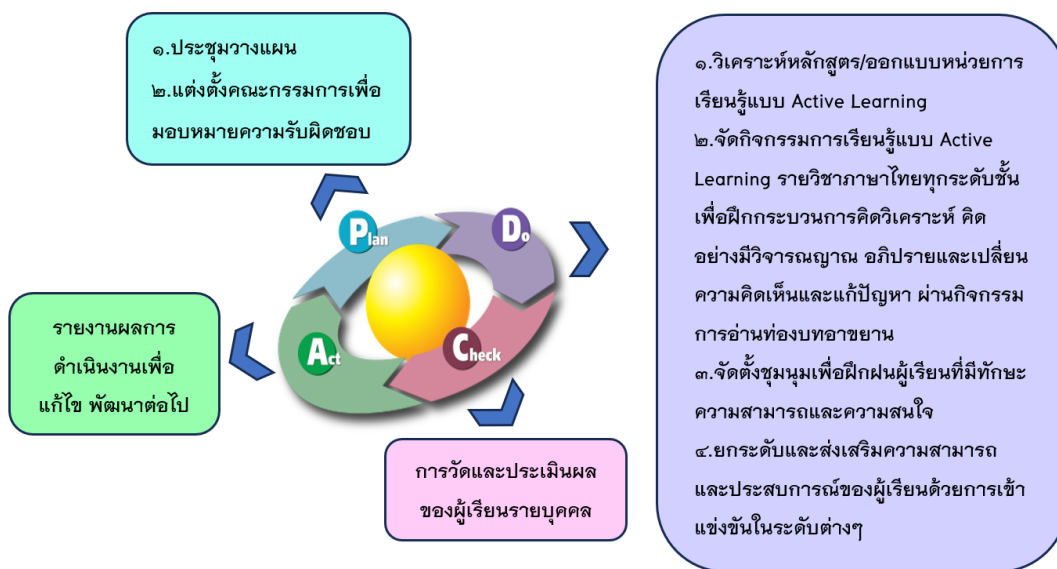 ๑.ประชุมวางแผน
๒.แต่งตั้งคณะกรรมการเพื่อ
มอบหมายความรับผิดชอบ
Plan
Do
๑.วิเคราะห์หลักสูตร/ออกแบบหน่วยการ
เรียนรู้แบบ Active Learning
๒.จัดกิจกรรมการเรียนรู้แบบ Active
Learning รายวิชาภาษาไทยทุกระดับชั้น
เพื่อฝึกกระบวนการคิดวิเคราะห์ คิด
อย่างมีวิจารณญาณ อภิปรายและเปลี่ยน
ความคิดเห็นและแก้ปัญหา ผ่านกิจกรรม
การอ่านท่องบทอาขยาน
๓.จัดตั้งชุมนุมเพื่อฝึกฝนผู้เรียนที่มีทักษะ
ความสามารถและความสนใจ
๔.ยกระดับและส่งเสริมความสามารถ
และประสบการณ์ของผู้เรียนด้วยการเข้า
แข่งขันในระดับต่างๆ
Check
การวัดและประเมินผล
ของผู้เรียนรายบุคคล
Act
รายงานผลการ
ดำเนินงานเพื่อ
แก้ไข พัฒนาต่อไป